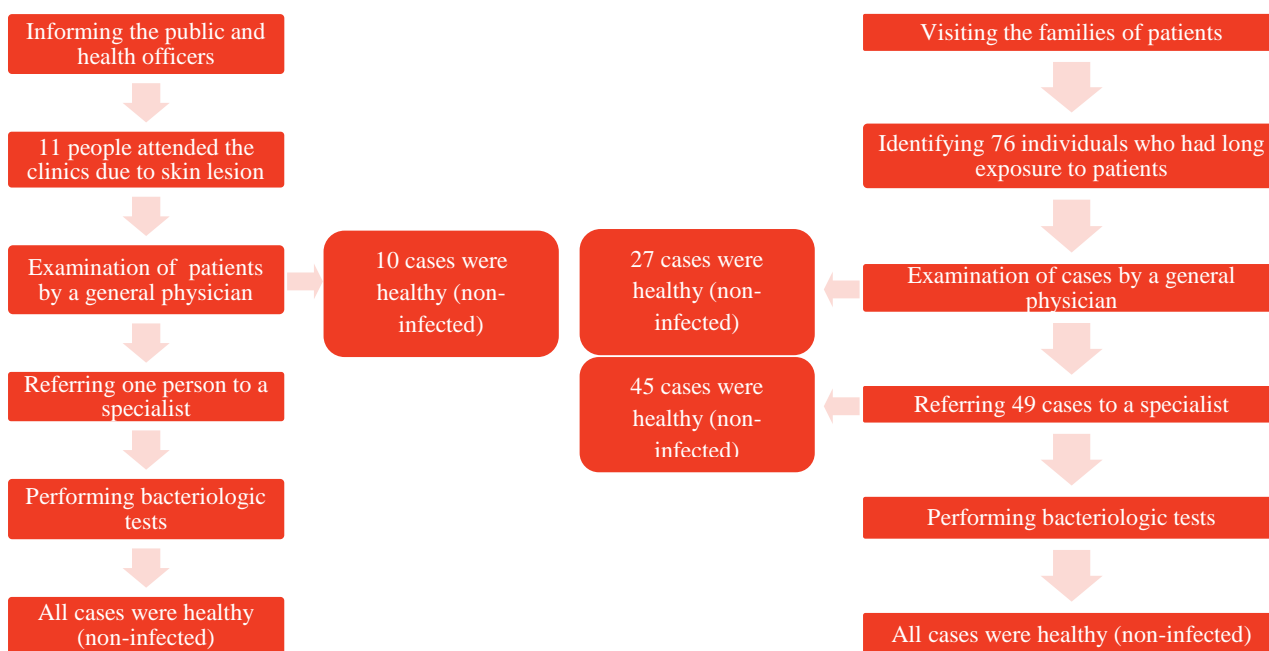 Informing the public and
health officers
11 people attended the
clinics due to skin lesion
Examination of patients
by a general physician
Referring one person to a
specialist
Performing bacteriologic
tests
All cases were healthy
(non-infected)
10 cases were
healthy (non-
infected)
27 cases were
healthy (non-
infected)
45 cases were
healthy (non-
infected)
Visiting the families of patients
Identifying 76 individuals who had long
exposure to patients
Examination of cases by a general
physician
Referring 49 cases to a specialist
Performing bacteriologic tests
All cases were healthy (non-infected)